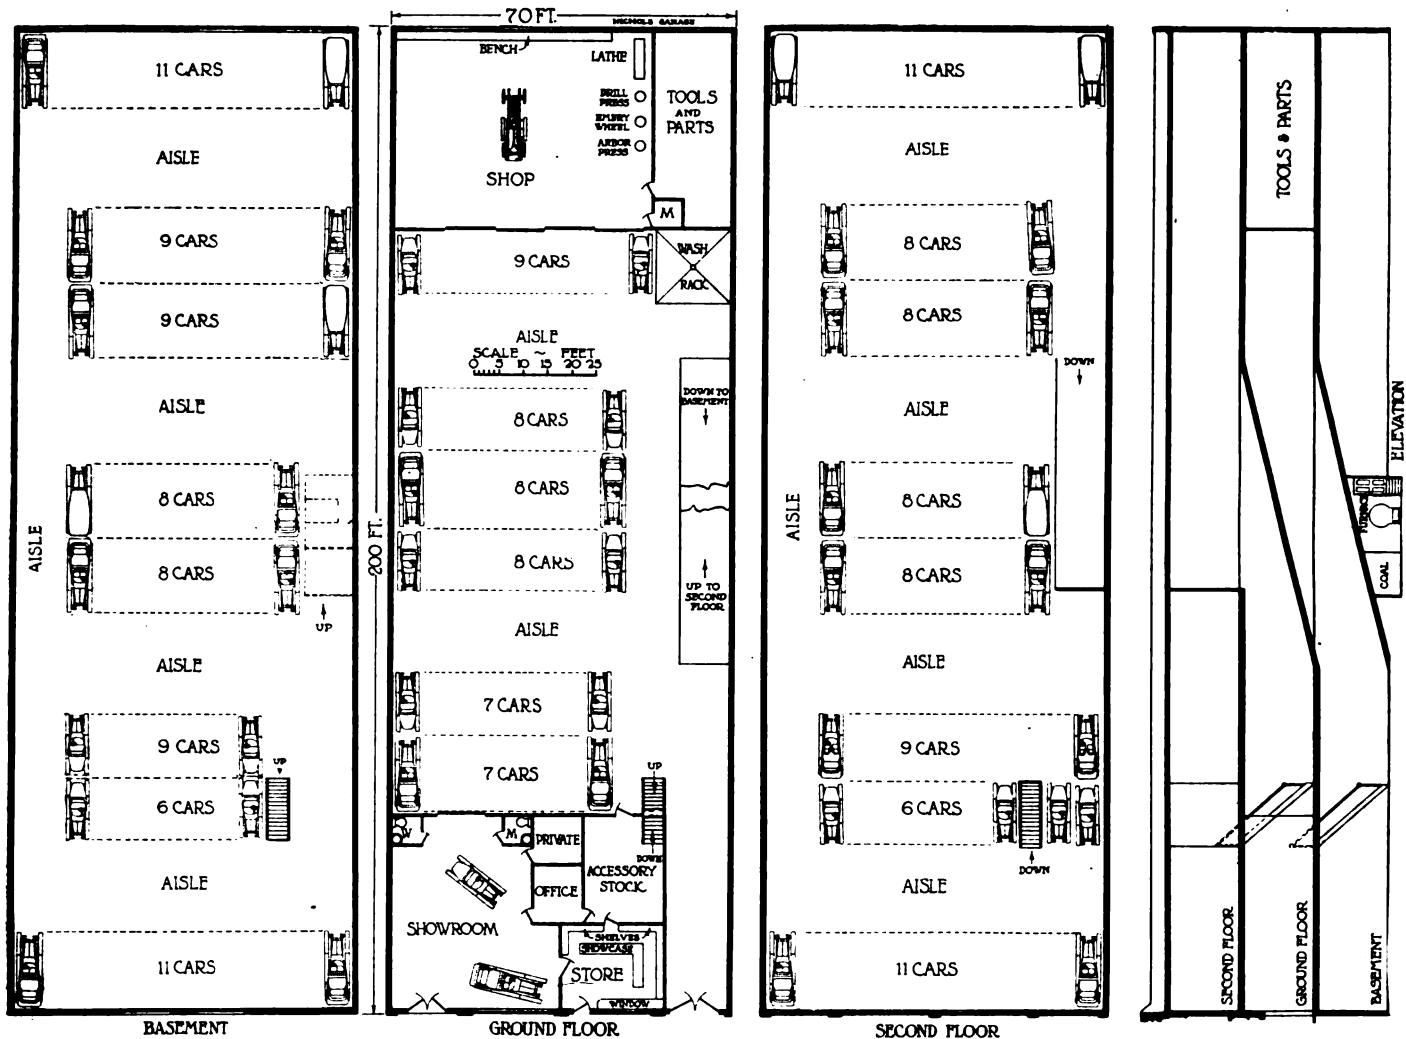 70 FT.
NICHOLS GARAGE
11 CARS
AISLE
9 CARS
9 CARS
AISLE
8 CARS
AISLE
8 CARS
UP
AISLE
9 CARS
UP
6 CARS
AISLE
11 CARS
BASEMENT
200 FT.
BENCH
LATHE
DRILL
PRESS
EMERY
WHEEL
ARBOR
PRESS
TOOLS
AND
PARTS
SHOP
M
WASH
RACK
9 CARS
AISLE
SCALE ~ FEET
0 5 10 15 20 25
DOWN TO
BASEMENT
8 CARS
8 CARS
8 CARS
UP TO
SECOND
FLOOR
AISLE
7 CARS
7 CARS
UP
DOWN
W
M
PRIVATE
ACCESSORY
STOCK
OFFICE
SHOWROOM
SHELVES
SHOWCASE
STORE
WINDOW
GROUND FLOOR
11 CARS
AISLE
8 CARS
8 CARS
DOWN
AISLE
8 CARS
AISLE
8 CARS
AISLE
9 CARS
6 CARS
DOWN
AISLE
11 CARS
SECOND FLOOR
TOOLS & PARTS
ELEVATION
FURNACE
COAL
SECOND FLOOR
GROUND FLOOR
BASEMENT